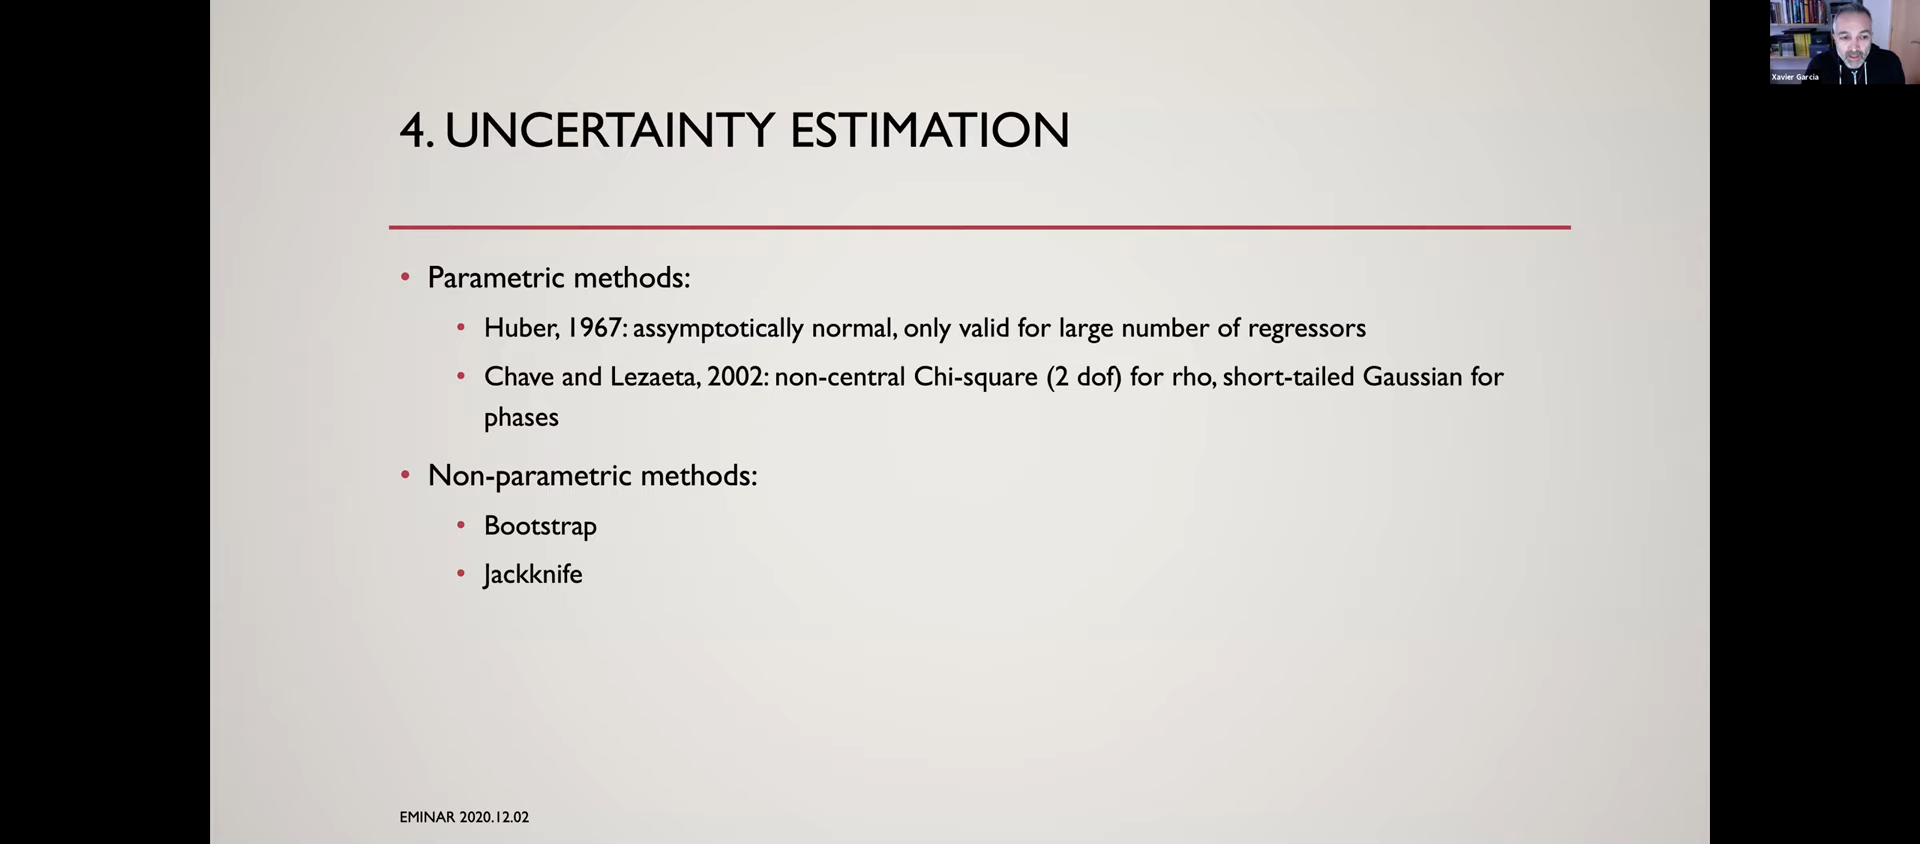 Xavier Garcia
4. UNCERTAINTY ESTIMATION
• Parametric methods:
• Huber, 1967: assymptotically normal, only valid for large number of regressors
• Chave and Lezaeta, 2002: non-central Chi-square (2 dof) for rho, short-tailed Gaussian for
phases
• Non-parametric methods:
• Bootstrap
• Jackknife
EMINAR 2020.12.02